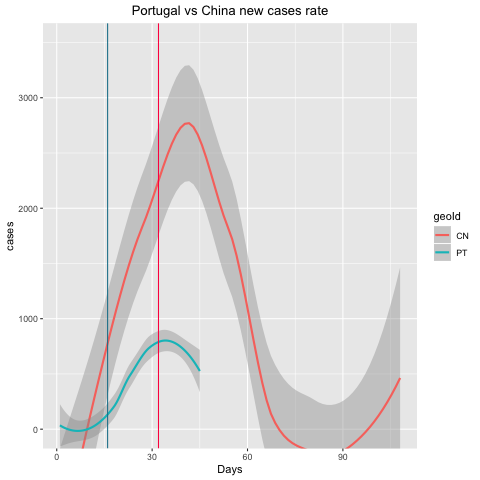 Portugal vs China new cases rate
3000
2000
1000
0
cases
0 30 60 90
Days
geoId
CN
PT